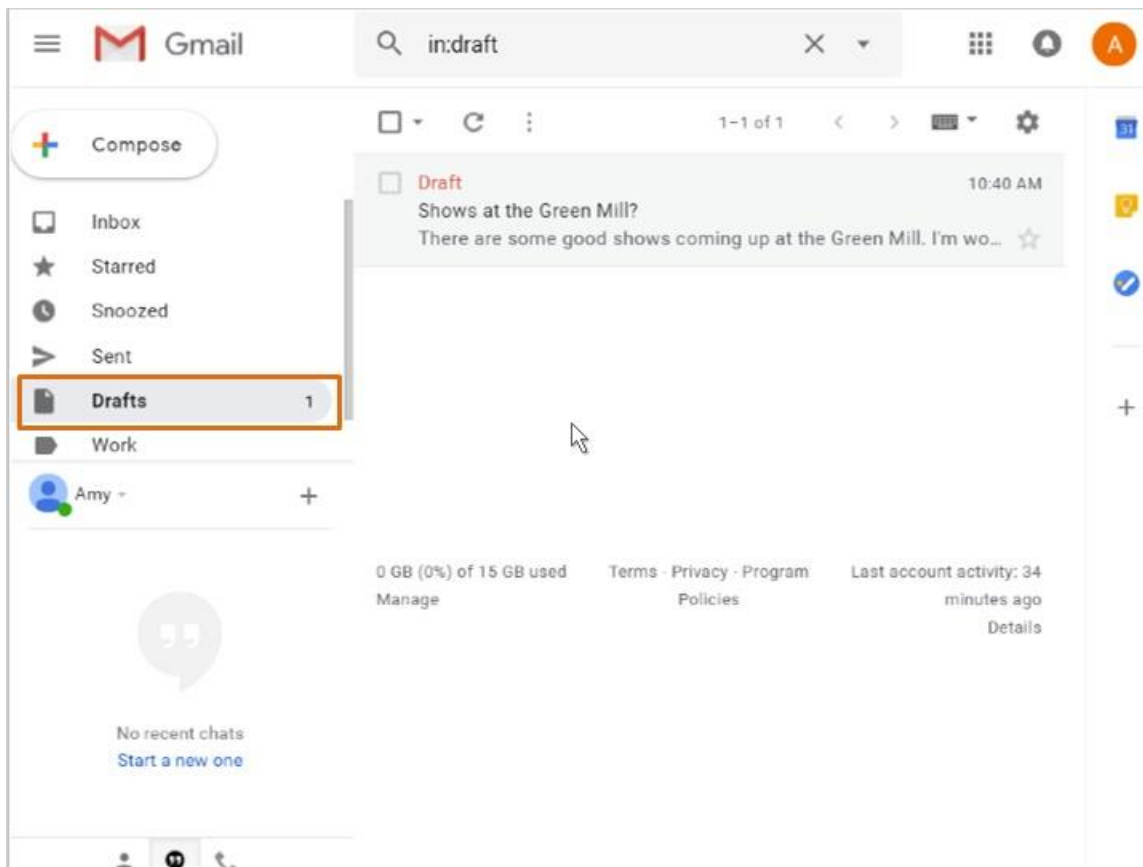 Gmail
in:draft
A
Compose
1–1 of 1
31
Draft 10:40 AM
Shows at the Green Mill?
There are some good shows coming up at the Green Mill. I'm wo...
Inbox
Starred
Snoozed
Sent
Drafts 1
Work
Amy
0 GB (0%) of 15 GB used
Manage
Terms · Privacy · Program
Policies
Last account activity: 34
minutes ago
Details
No recent chats
Start a new one